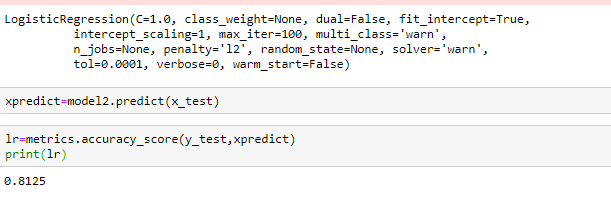 LogisticRegression(C=1.0, class_weight=None, dual=False, fit_intercept=True,
intercept_scaling=1, max_iter=100, multi_class='warn',
n_jobs=None, penalty='l2', random_state=None, solver='warn',
tol=0.0001, verbose=0, warm_start=False)
xpredict=model2.predict(x_test)
lr=metrics.accuracy_score(y_test,xpredict)
print(lr)
0.8125